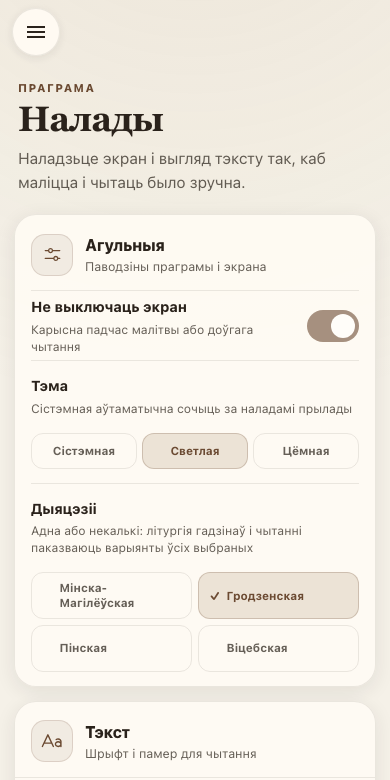 ПРАГРАМА
Налады
Наладзьце экран і выгляд тэксту так, каб
маліцца і чытаць было зручна.
Агульныя
Паводзіны праграмы і экрана
Не выключаць экран
Карысна падчас малітвы або доўгага
чытання
Тэма
Сістэмная аўтаматычна сочыць за наладамі прылады
Сістэмная
Светлая
Цёмная
Дыяцэзіі
Адна або некалькі: літургія гадзінаў і чытанні
паказваюць варыянты ўсіх выбраных
Мінска-
Магілёўская
Гродзенская
Пінская
Віцебская
Aa
Тэкст
Шрыфт і памер для чытання